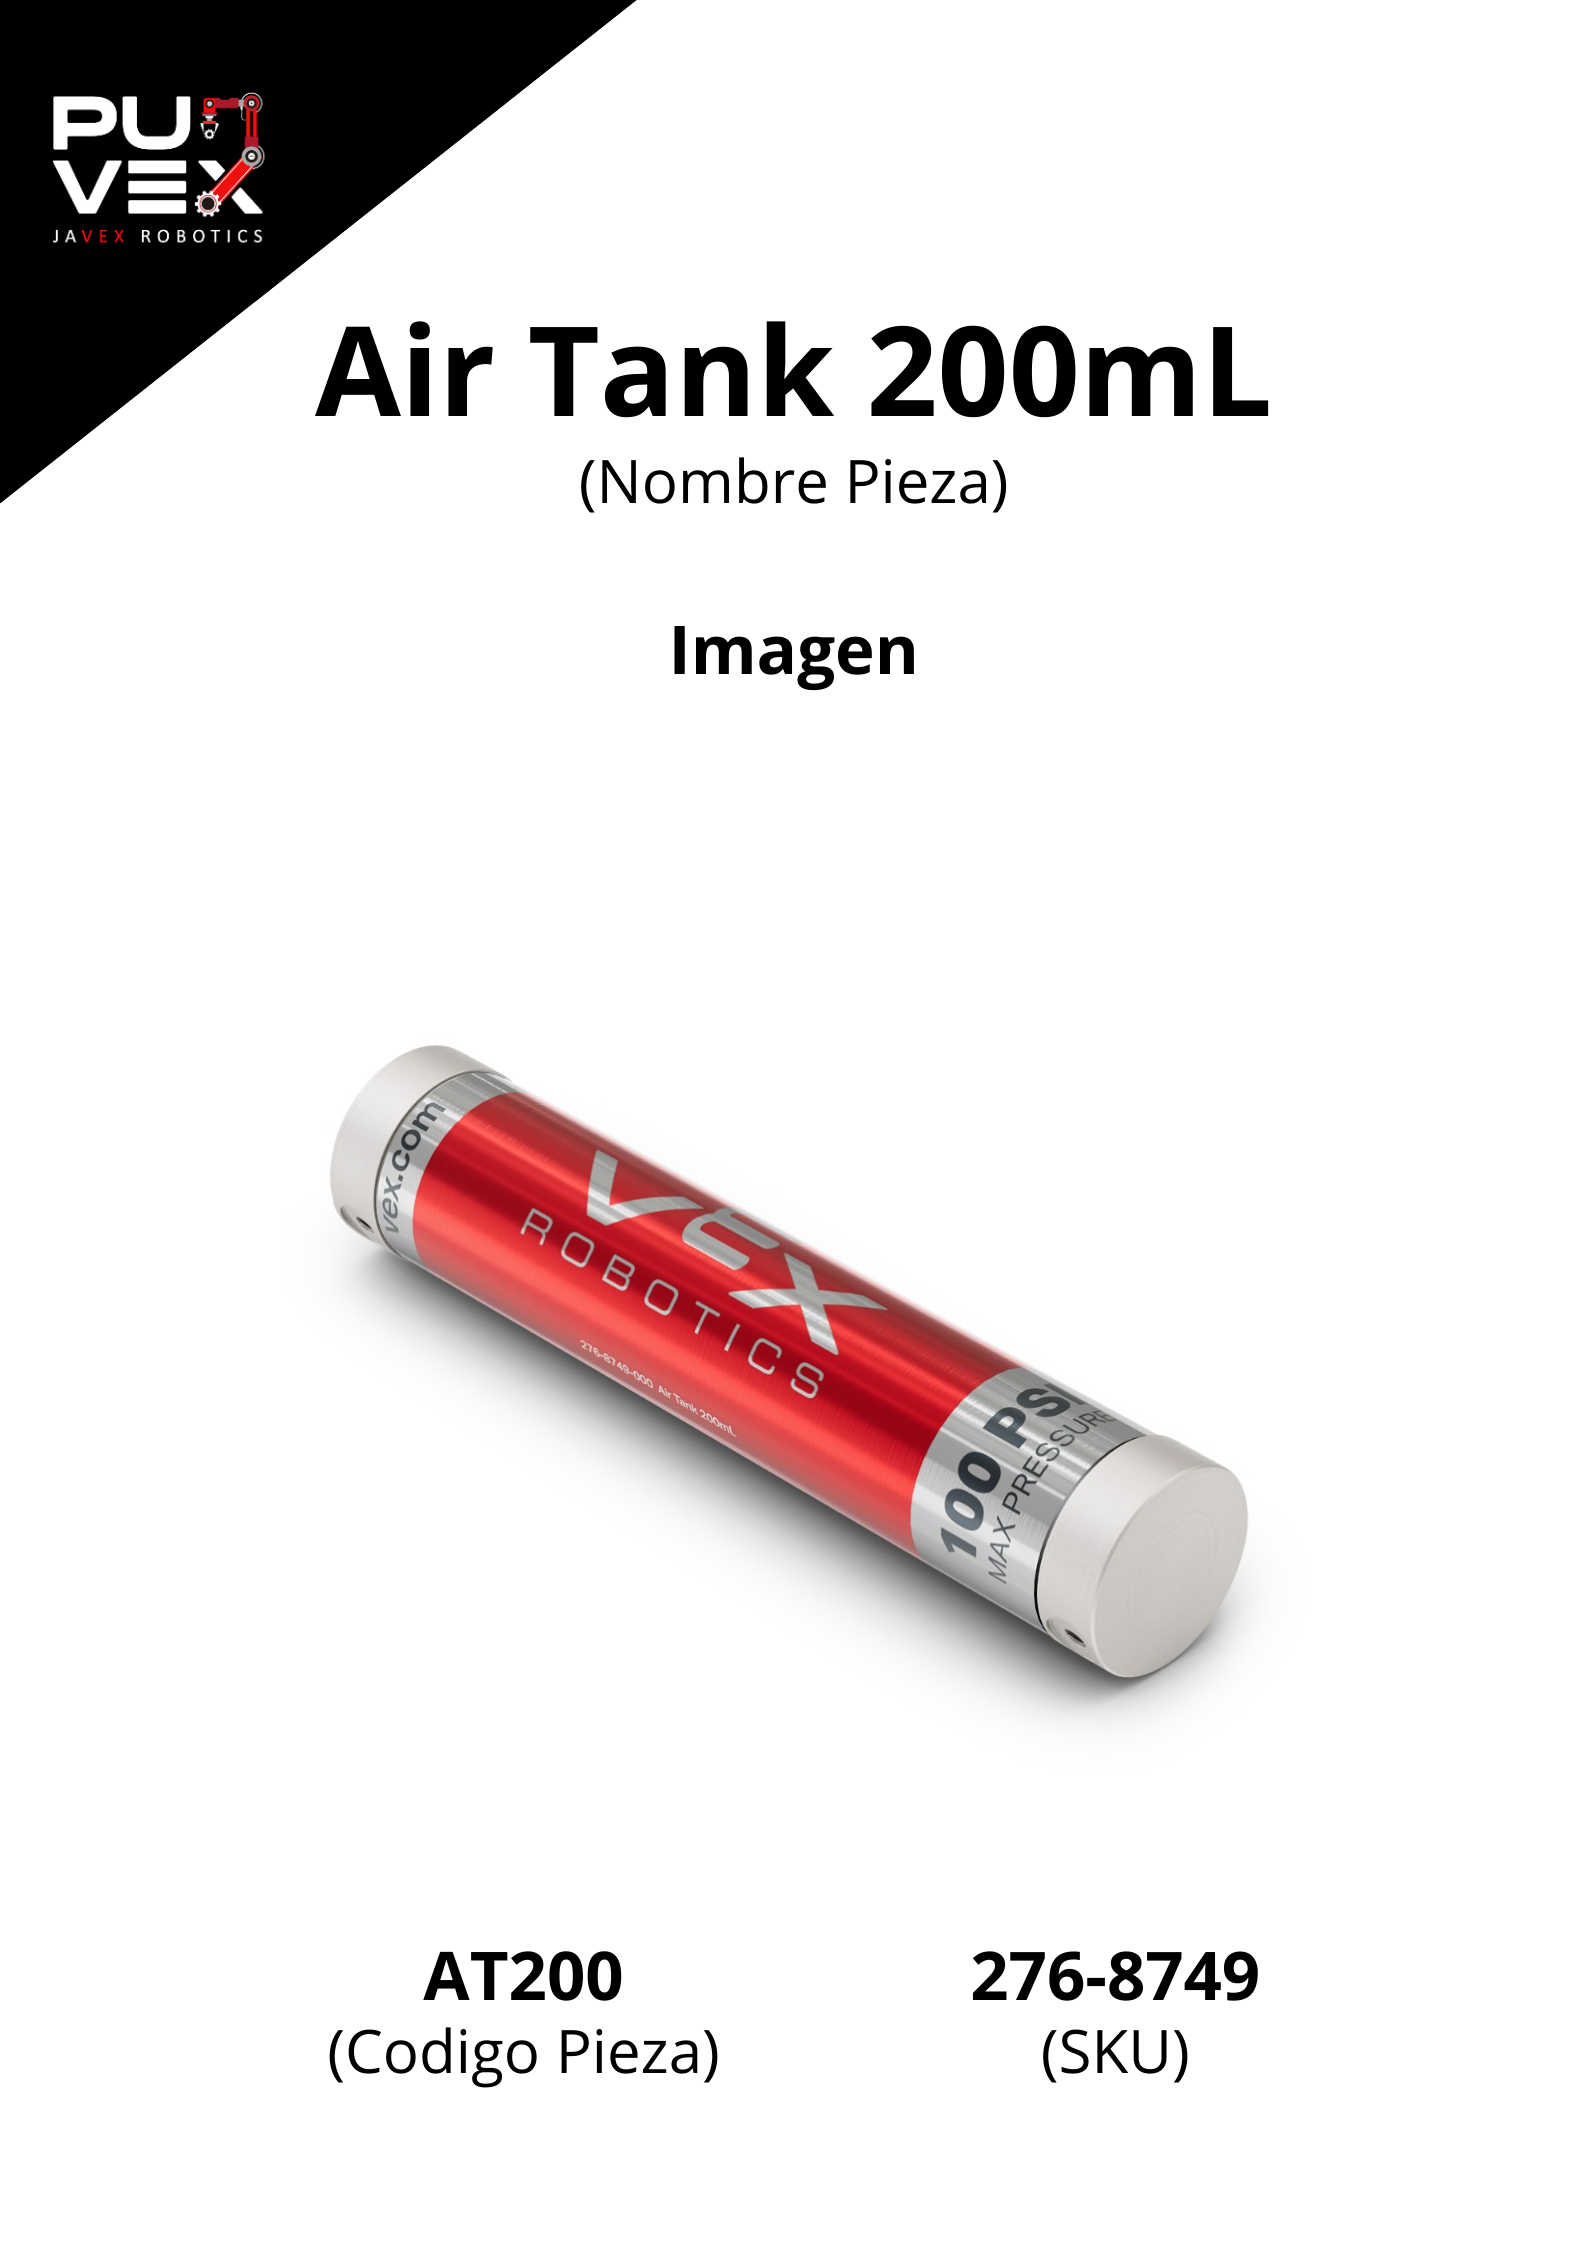 PU
VEX
JAVEX ROBOTICS
Air Tank 200mL
(Nombre Pieza)
Imagen
vex.com
VEX
ROBOTICS
276-8749-000 Air Tank 200mL
100 PSI
MAX PRESSURE
AT200
(Codigo Pieza)
276-8749
(SKU)